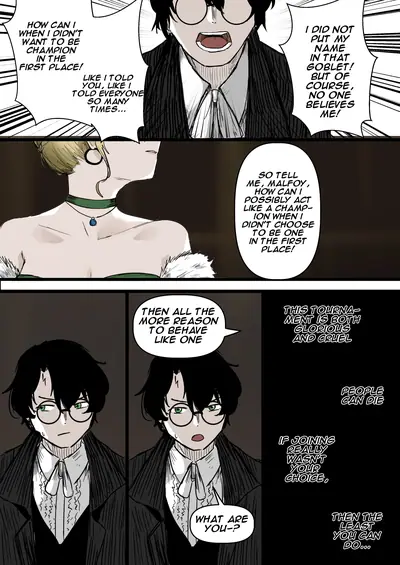 HOW CAN I
WHEN I DIDN'T
WANT TO BE
CHAMPION
IN THE
FIRST PLACE!
LIKE I TOLD
YOU, LIKE I
TOLD EVERYONE
SO MANY
TIMES...
I DID NOT
PUT MY
NAME IN
THAT
GOBLET!
BUT OF
COURSE,
NO ONE
BELIEVES
ME!
SO TELL
ME, MALFOY,
HOW CAN I
POSSIBLY
ACT LIKE
A CHAMP-
ION WHEN I
DIDN'T CHOOSE
TO BE ONE
IN THE FIRST
PLACE!
THEN ALL THE
MORE REASON
TO BEHAVE
LIKE ONE
WHAT ARE
YOU-?
THIS TOURNA-
MENT IS BOTH
GLORIOUS
AND CRUEL
PEOPLE
CAN DIE
IF JOINING
REALLY
WASN'T
YOUR
CHOICE,
THEN THE
LEAST
YOU CAN
DO...